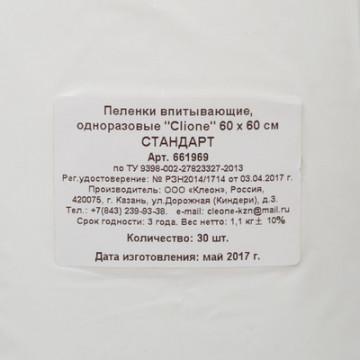 Пеленки впитывающие,
одноразовые "Clione" 60 x 60 см
СТАНДАРТ
Арт. 661969
по ТУ 9398-002-27823327-2013
Рег.удостоверение: № РЗН2014/1714 от 03.04.2017 г.
Производитель: ООО «Клеон», Россия,
420075, г. Казань, ул.Дорожная (Киндери), д.3.
Тел.: +7(843) 239-93-38. e-mail: cleone-kzn@mail.ru
Срок годности: 3 года. Вес нетто: 1,1 кг± 10%
Количество: 30 шт.
Дата изготовления: май 2017 г.